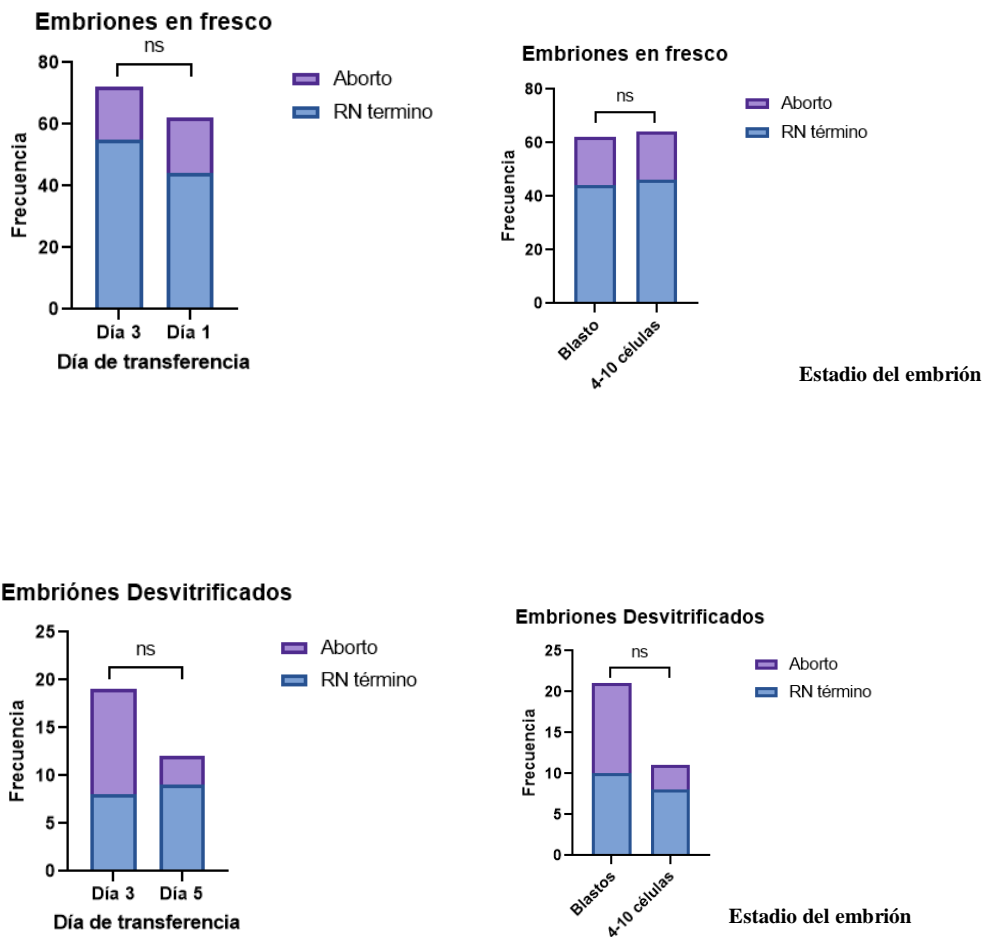 Embriones en fresco
ns
80
60
40
20
0
Frecuencia
Día 3
Día 1
Día de transferencia
Aborto
RN termino
Embriones en fresco
ns
80
60
40
20
0
Frecuencia
Blasto
4-10 células
Aborto
RN término
Estadio del embrión
Embriónes Desvitrificados
ns
25
20
15
10
5
0
Frecuencia
Día 3
Día 5
Día de transferencia
Aborto
RN término
Embriones Desvitrificados
ns
25
20
15
10
5
0
Frecuencia
Blastos
4-10 células
Aborto
RN término
Estadio del embrión